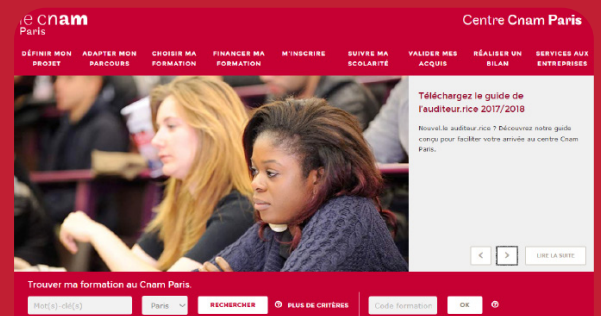 le cnam
Paris
Centre Cnam Paris
DÉFINIR MON PROJET
ADAPTER MON PARCOURS
CHOISIR MA FORMATION
FINANCER MA FORMATION
M'INSCRIRE
SUIVRE MA SCOLARITÉ
VALIDER MES ACQUIS
RÉALISER UN BILAN
SERVICES AUX ENTREPRISES
Téléchargez le guide de
l'auditeur.rice 2017/2018
Nouvel.le auditeur.rice ? Découvrez notre guide
conçu pour faciliter votre arrivée au centre Cnam
Paris.
< > LIRE LA SUITE
Trouver ma formation au Cnam Paris.
Mot(s)-clé(s) Paris RECHERCHER PLUS DE CRITÈRES Code formation OK